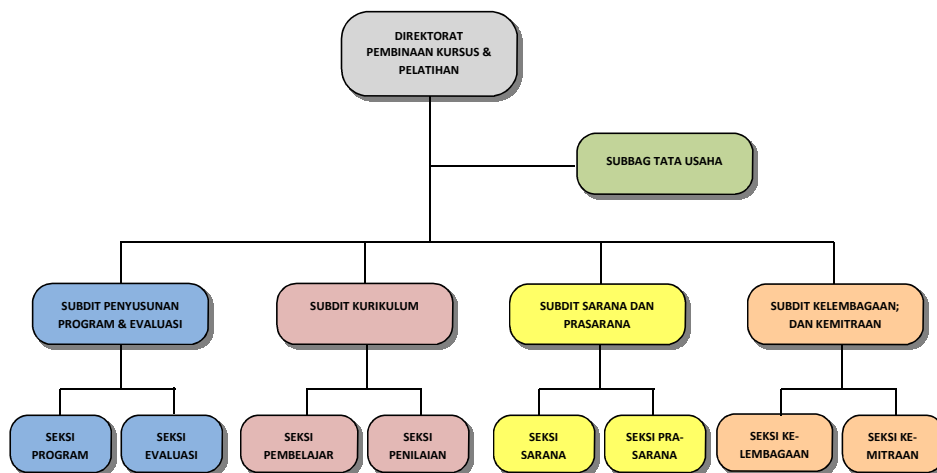 DIREKTORAT
PEMBINAAN KURSUS &
PELATIHAN
SUBBAG TATA USAHA
SUBDIT PENYUSUNAN
PROGRAM & EVALUASI
SUBDIT KURIKULUM
SUBDIT SARANA DAN
PRASARANA
SUBDIT KELEMBAGAAN;
DAN KEMITRAAN
SEKSI
PROGRAM
SEKSI
EVALUASI
SEKSI
PEMBELAJAR
SEKSI
PENILAIAN
SEKSI
SARANA
SEKSI PRA-
SARANA
SEKSI KE-
LEMBAGAAN
SEKSI KE-
MITRAAN